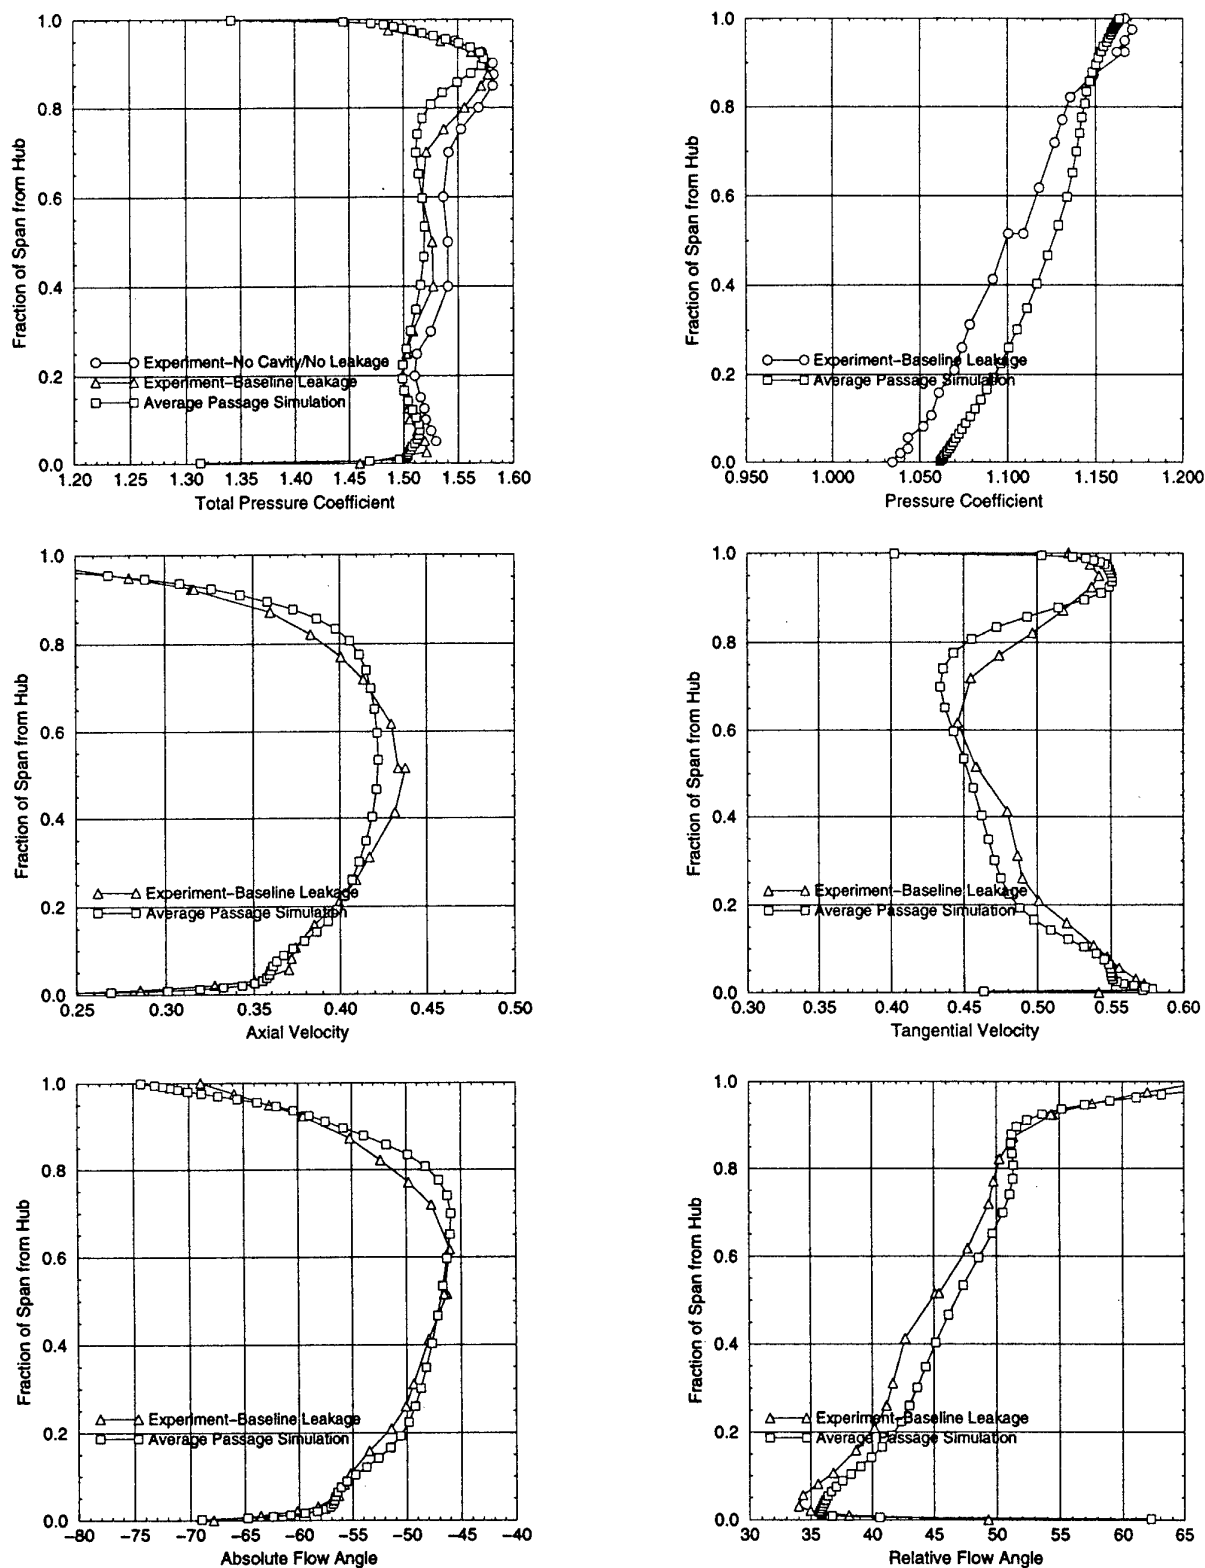 1.0
0.8
0.6
0.4
0.2
0.0
Fraction of Span from Hub
Experiment–No Cavity/No Leakage
Experiment–Baseline Leakage
Average Passage Simulation
1.20 1.25 1.30 1.35 1.40 1.45 1.50 1.55 1.60
Total Pressure Coefficient
1.0
0.8
0.6
0.4
0.2
0.0
Fraction of Span from Hub
Experiment–Baseline Leakage
Average Passage Simulation
0.950 1.000 1.050 1.100 1.150 1.200
Pressure Coefficient
1.0
0.8
0.6
0.4
0.2
0.0
Fraction of Span from Hub
Experiment–Baseline Leakage
Average Passage Simulation
0.25 0.30 0.35 0.40 0.45 0.50
Axial Velocity
1.0
0.8
0.6
0.4
0.2
0.0
Fraction of Span from Hub
Experiment–Baseline Leakage
Average Passage Simulation
0.30 0.35 0.40 0.45 0.50 0.55 0.60
Tangential Velocity
1.0
0.8
0.6
0.4
0.2
0.0
Fraction of Span from Hub
Experiment–Baseline Leakage
Average Passage Simulation
−80 −75 −70 −65 −60 −55 −50 −45 −40
Absolute Flow Angle
1.0
0.8
0.6
0.4
0.2
0.0
Fraction of Span from Hub
Experiment–Baseline Leakage
Average Passage Simulation
30 35 40 45 50 55 60 65
Relative Flow Angle